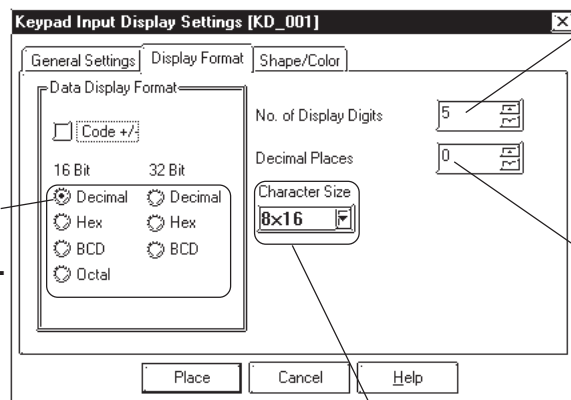 Keypad Input Display Settings [KD_001]
General Settings Display Format Shape/Color
Data Display Format
Code +/-
16 Bit 32 Bit
Decimal Decimal
Hex Hex
BCD BCD
Octal
No. of Display Digits 5
Decimal Places 0
Character Size
8×16
Place Cancel Help